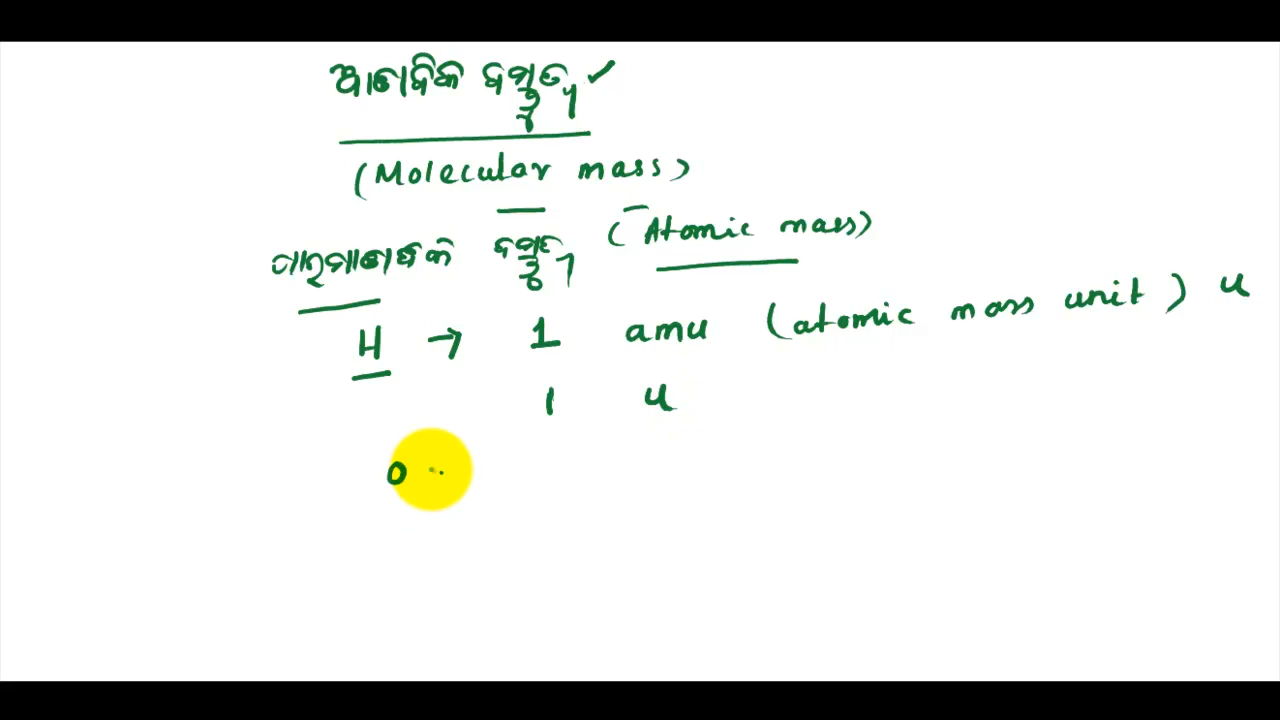 ଆଣବିକ ବସ୍ତୁତ୍ୱ ✓
(Molecular mass)
ପାରମାଣବିକ ବସ୍ତୁତ୍ୱ (Atomic mass)
H → 1 amu (atomic mass unit) u
1 u
O